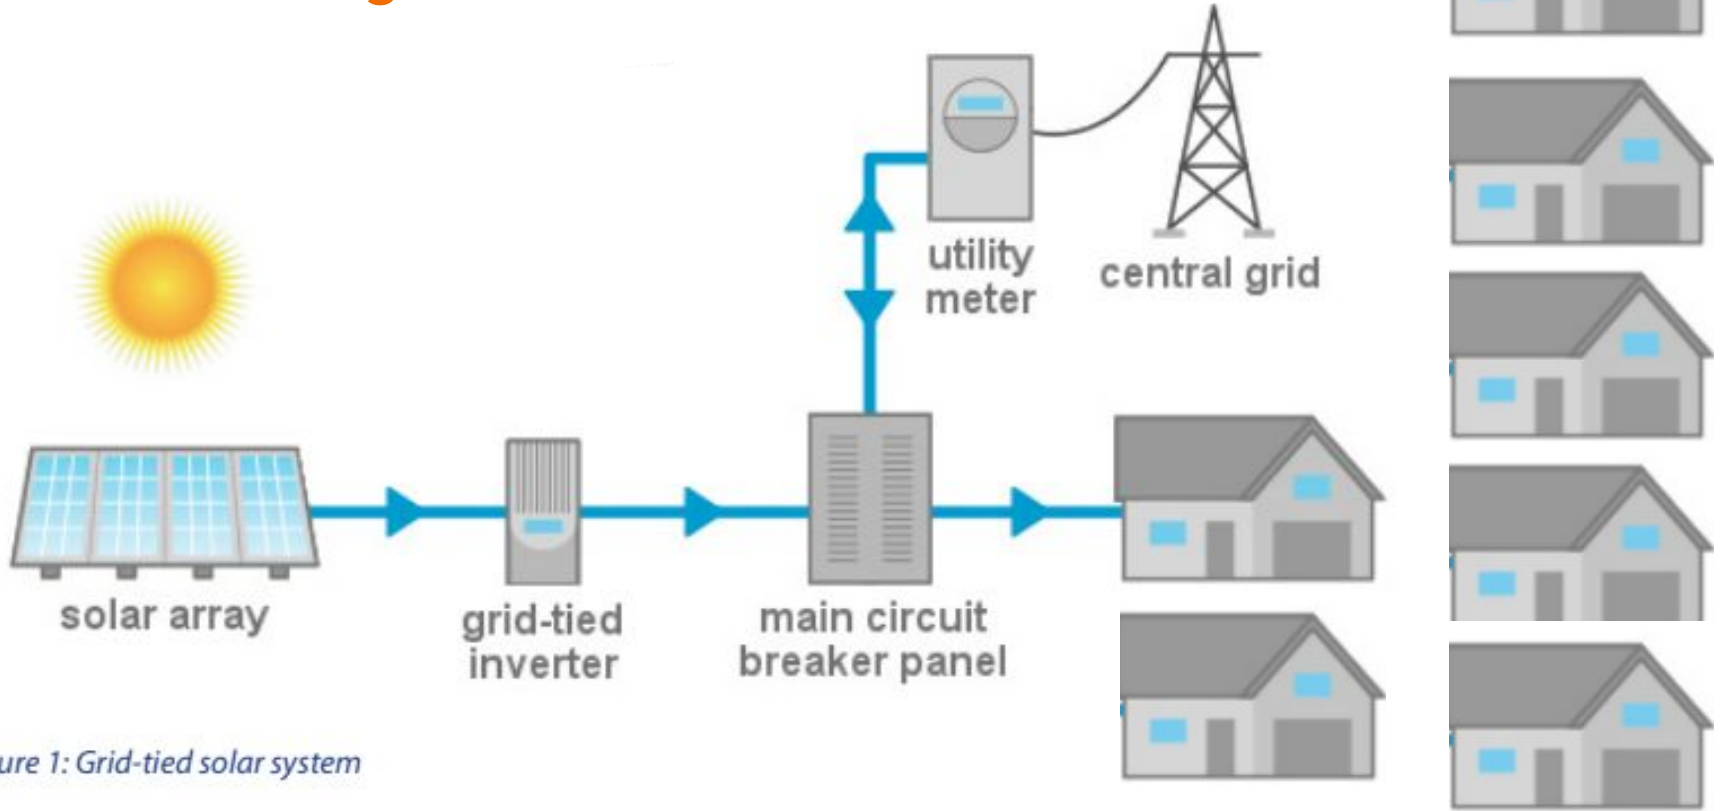 utility
meter
central grid
solar array
grid-tied
inverter
main circuit
breaker panel
ure 1: Grid-tied solar system